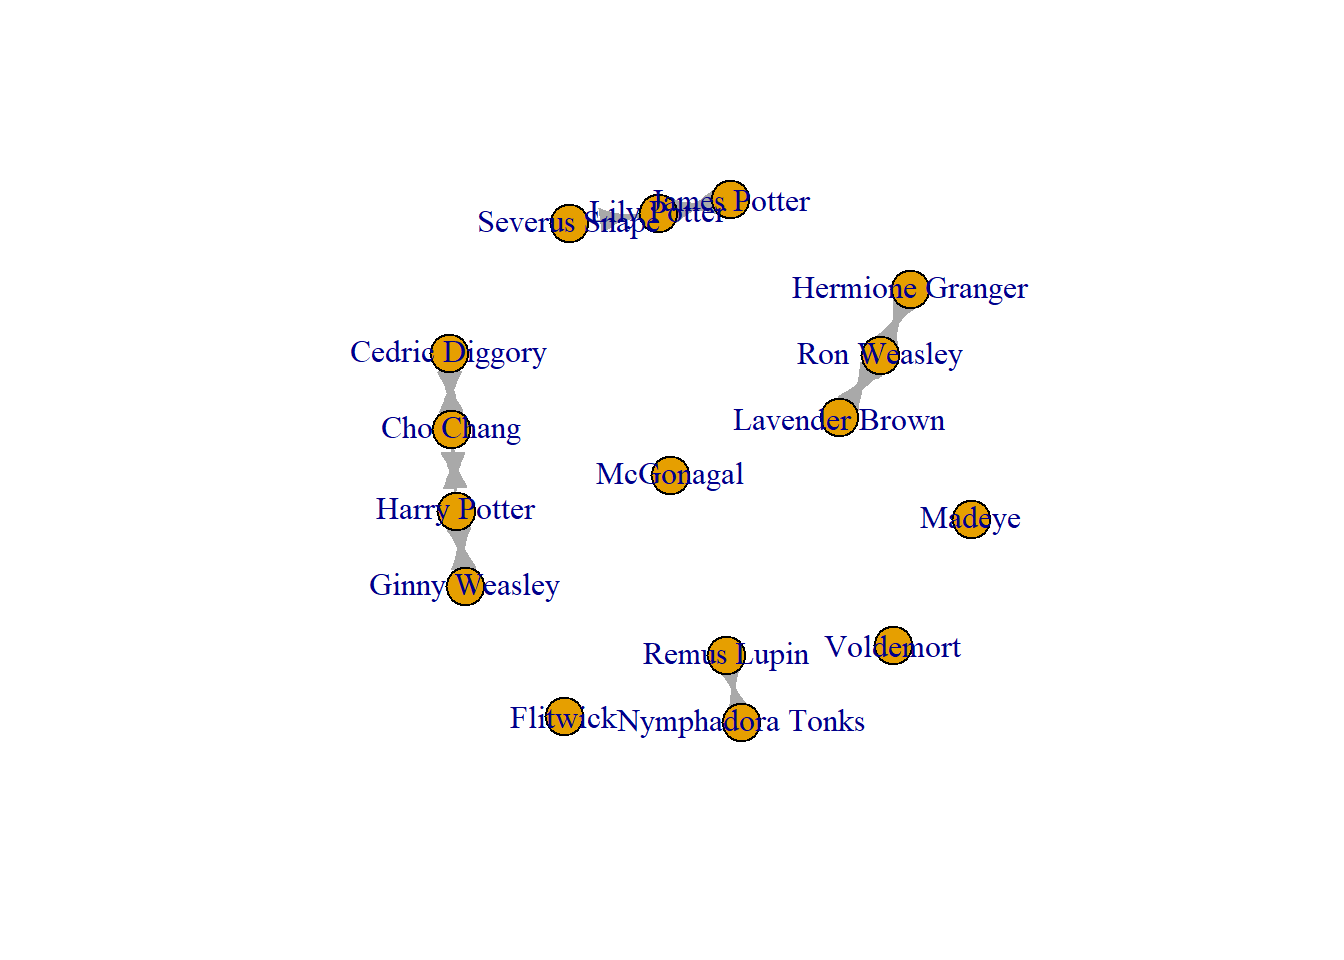 James Potter
Lily Potter
Severus Snape
Hermione Granger
Cedric Diggory
Ron Weasley
Lavender Brown
Cho Chang
McGonagal
Harry Potter
Madeye
Ginny Weasley
Remus Lupin
Voldemort
Flitwick
Nymphadora Tonks